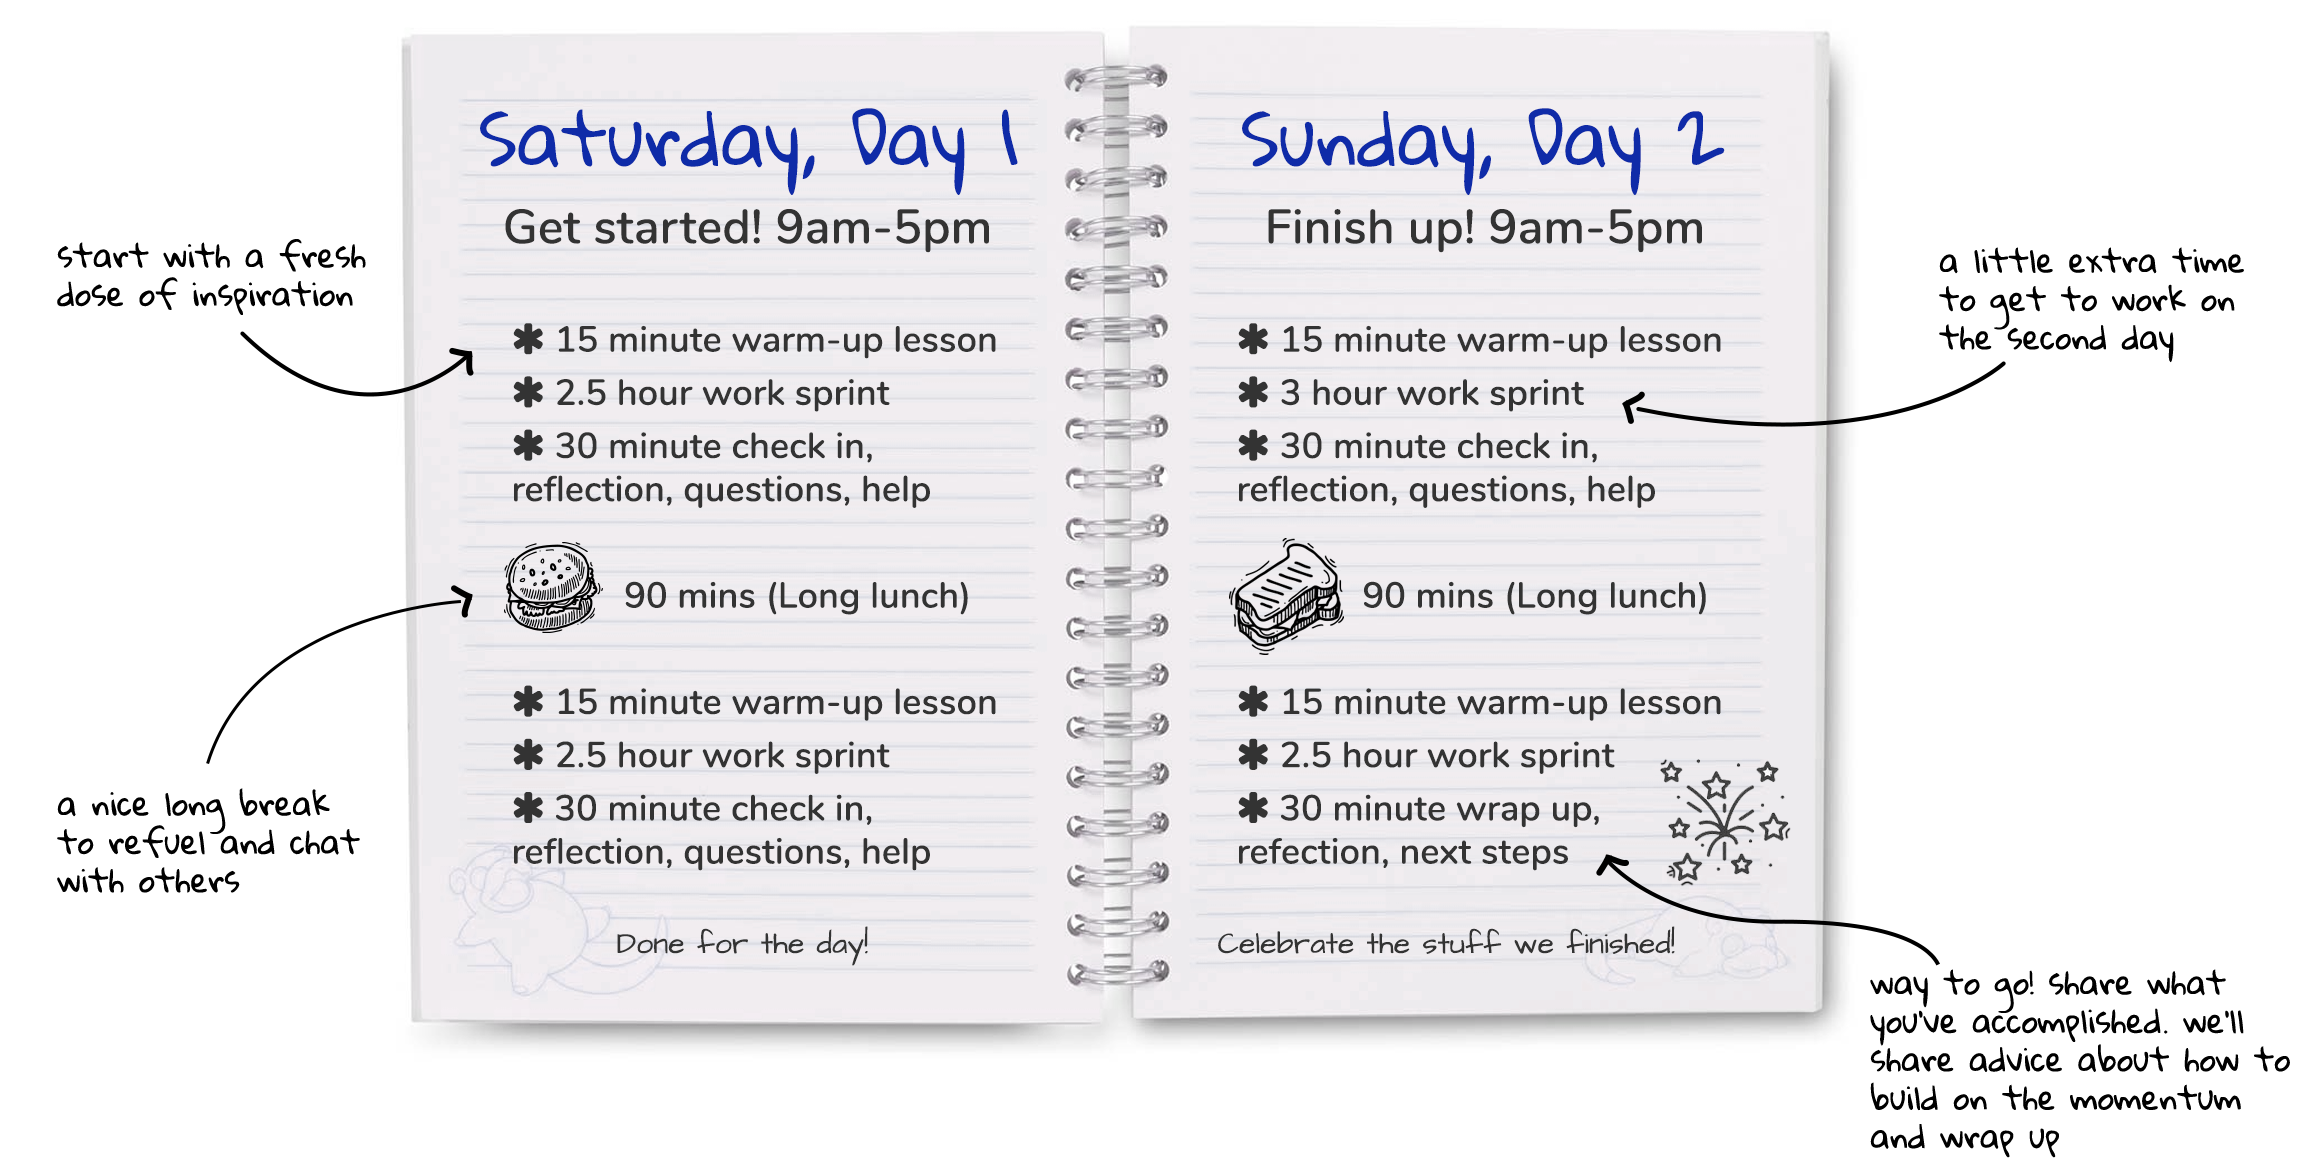 Saturday, Day 1
Get started! 9am-5pm
start with a fresh
dose of inspiration
✱ 15 minute warm-up lesson
✱ 2.5 hour work sprint
✱ 30 minute check in,
reflection, questions, help
90 mins (Long lunch)
a nice long break
to refuel and chat
with others
✱ 15 minute warm-up lesson
✱ 2.5 hour work sprint
✱ 30 minute check in,
reflection, questions, help
Done for the day!
Sunday, Day 2
Finish up! 9am-5pm
a little extra time
to get to work on
the second day
✱ 15 minute warm-up lesson
✱ 3 hour work sprint
✱ 30 minute check in,
reflection, questions, help
90 mins (Long lunch)
✱ 15 minute warm-up lesson
✱ 2.5 hour work sprint
✱ 30 minute wrap up,
refection, next steps
Celebrate the stuff we finished!
way to go! Share what
you've accomplished. we'll
share advice about how to
build on the momentum
and wrap up